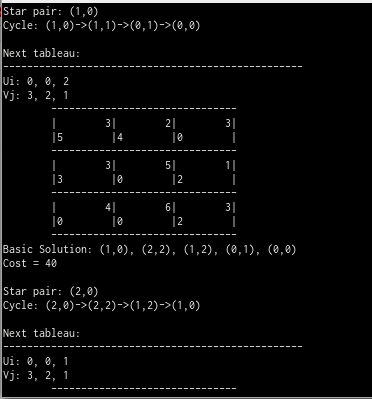 Star pair: (1,0)
Cycle: (1,0)->(1,1)->(0,1)->(0,0)
Next tableau:
--------------------------------------------------
Ui: 0, 0, 2
Vj: 3, 2, 1
-------------------------------
| 3| 2| 3|
|5 |4 |0 |
-------------------------------
| 3| 5| 1|
|3 |0 |2 |
-------------------------------
| 4| 6| 3|
|0 |0 |2 |
-------------------------------
Basic Solution: (1,0), (2,2), (1,2), (0,1), (0,0)
Cost = 40
Star pair: (2,0)
Cycle: (2,0)->(2,2)->(1,2)->(1,0)
Next tableau:
--------------------------------------------------
Ui: 0, 0, 1
Vj: 3, 2, 1
-------------------------------